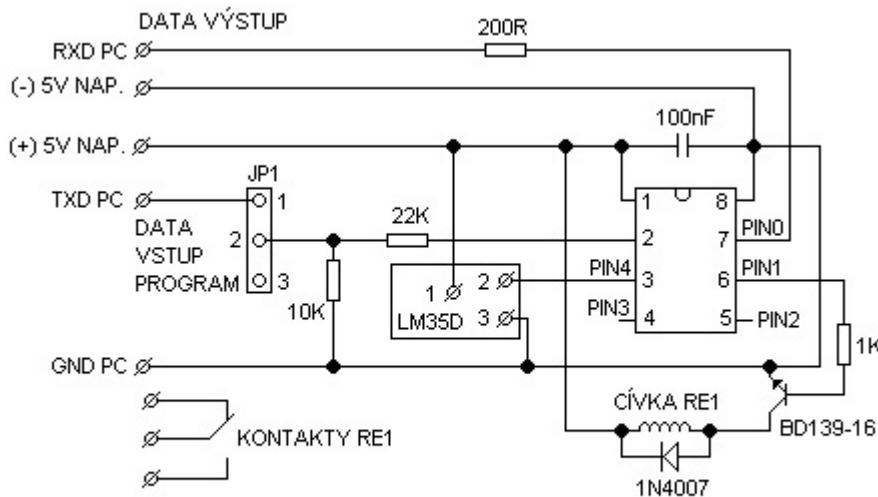 DATA VÝSTUP
RXD PC
200R
(-) 5V NAP.
100nF
(+) 5V NAP.
JP1
TXD PC
1
1
8
DATA
VSTUP
PROGRAM
2
22K
2
7
PIN0
3
10K
1
2
LM35D
3
PIN4
3
6
PIN1
PIN3
4
5
PIN2
1K
GND PC
CÍVKA RE1
BD139-16
KONTAKTY RE1
1N4007